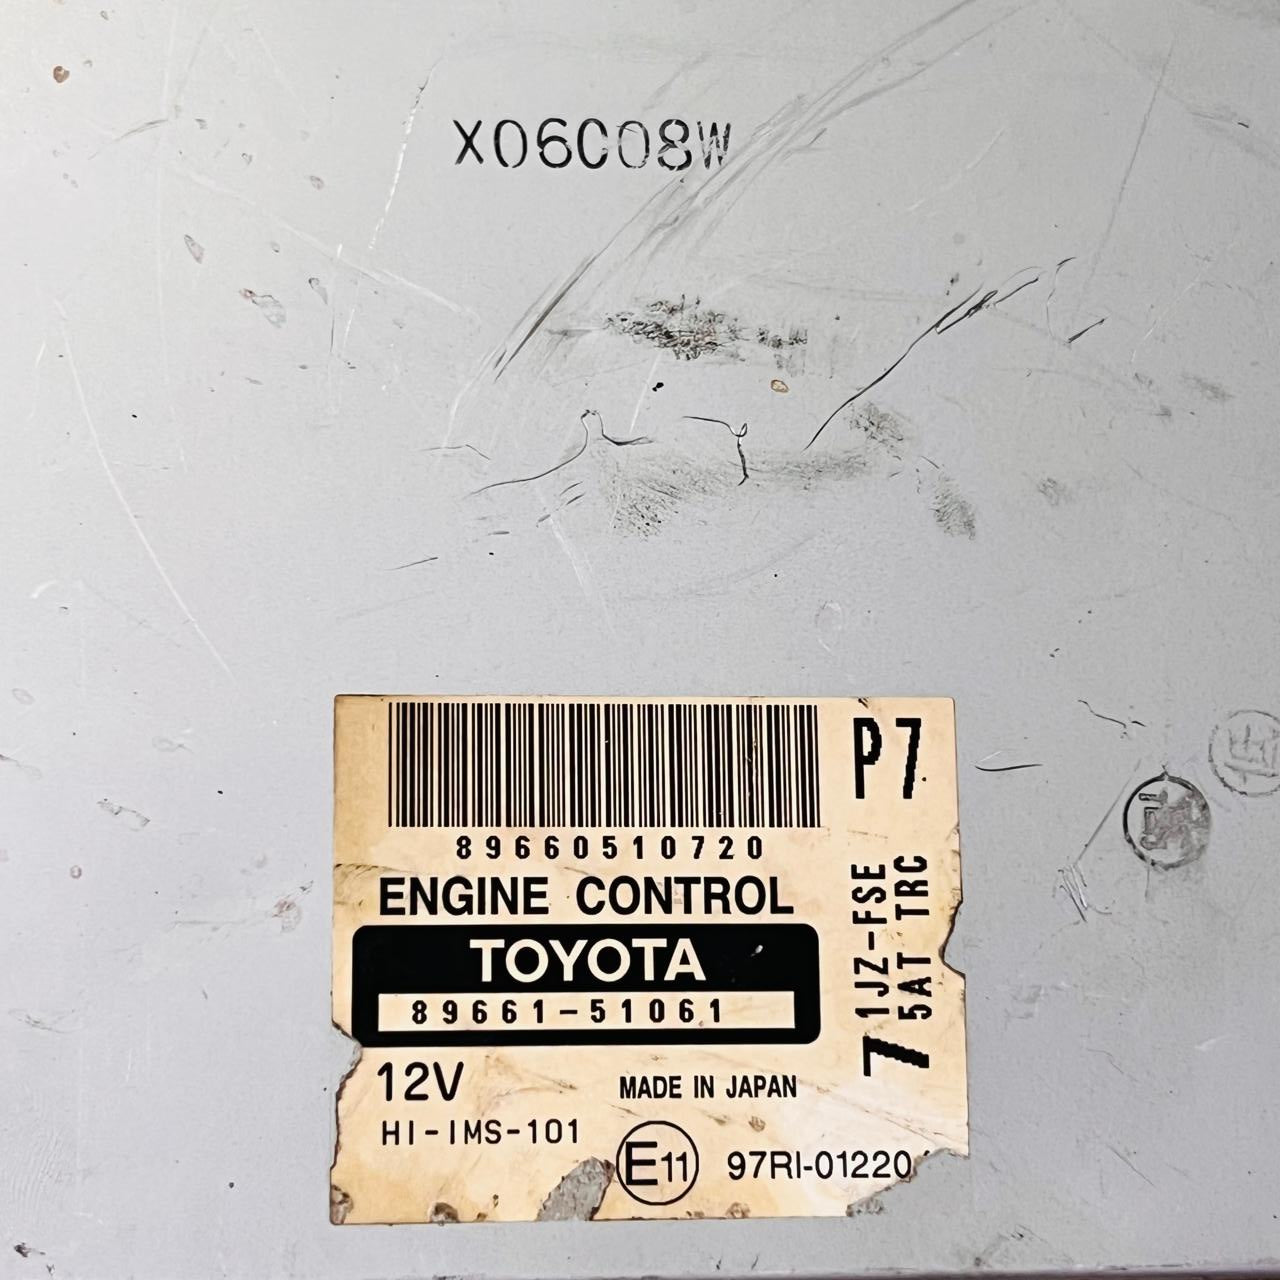 X06C08W
P7
89660510720
ENGINE CONTROL
TOYOTA
89661-51061
12V
MADE IN JAPAN
HI-IMS-101
E11
97RI-01220
7 1JZ-FSE
5AT TRC